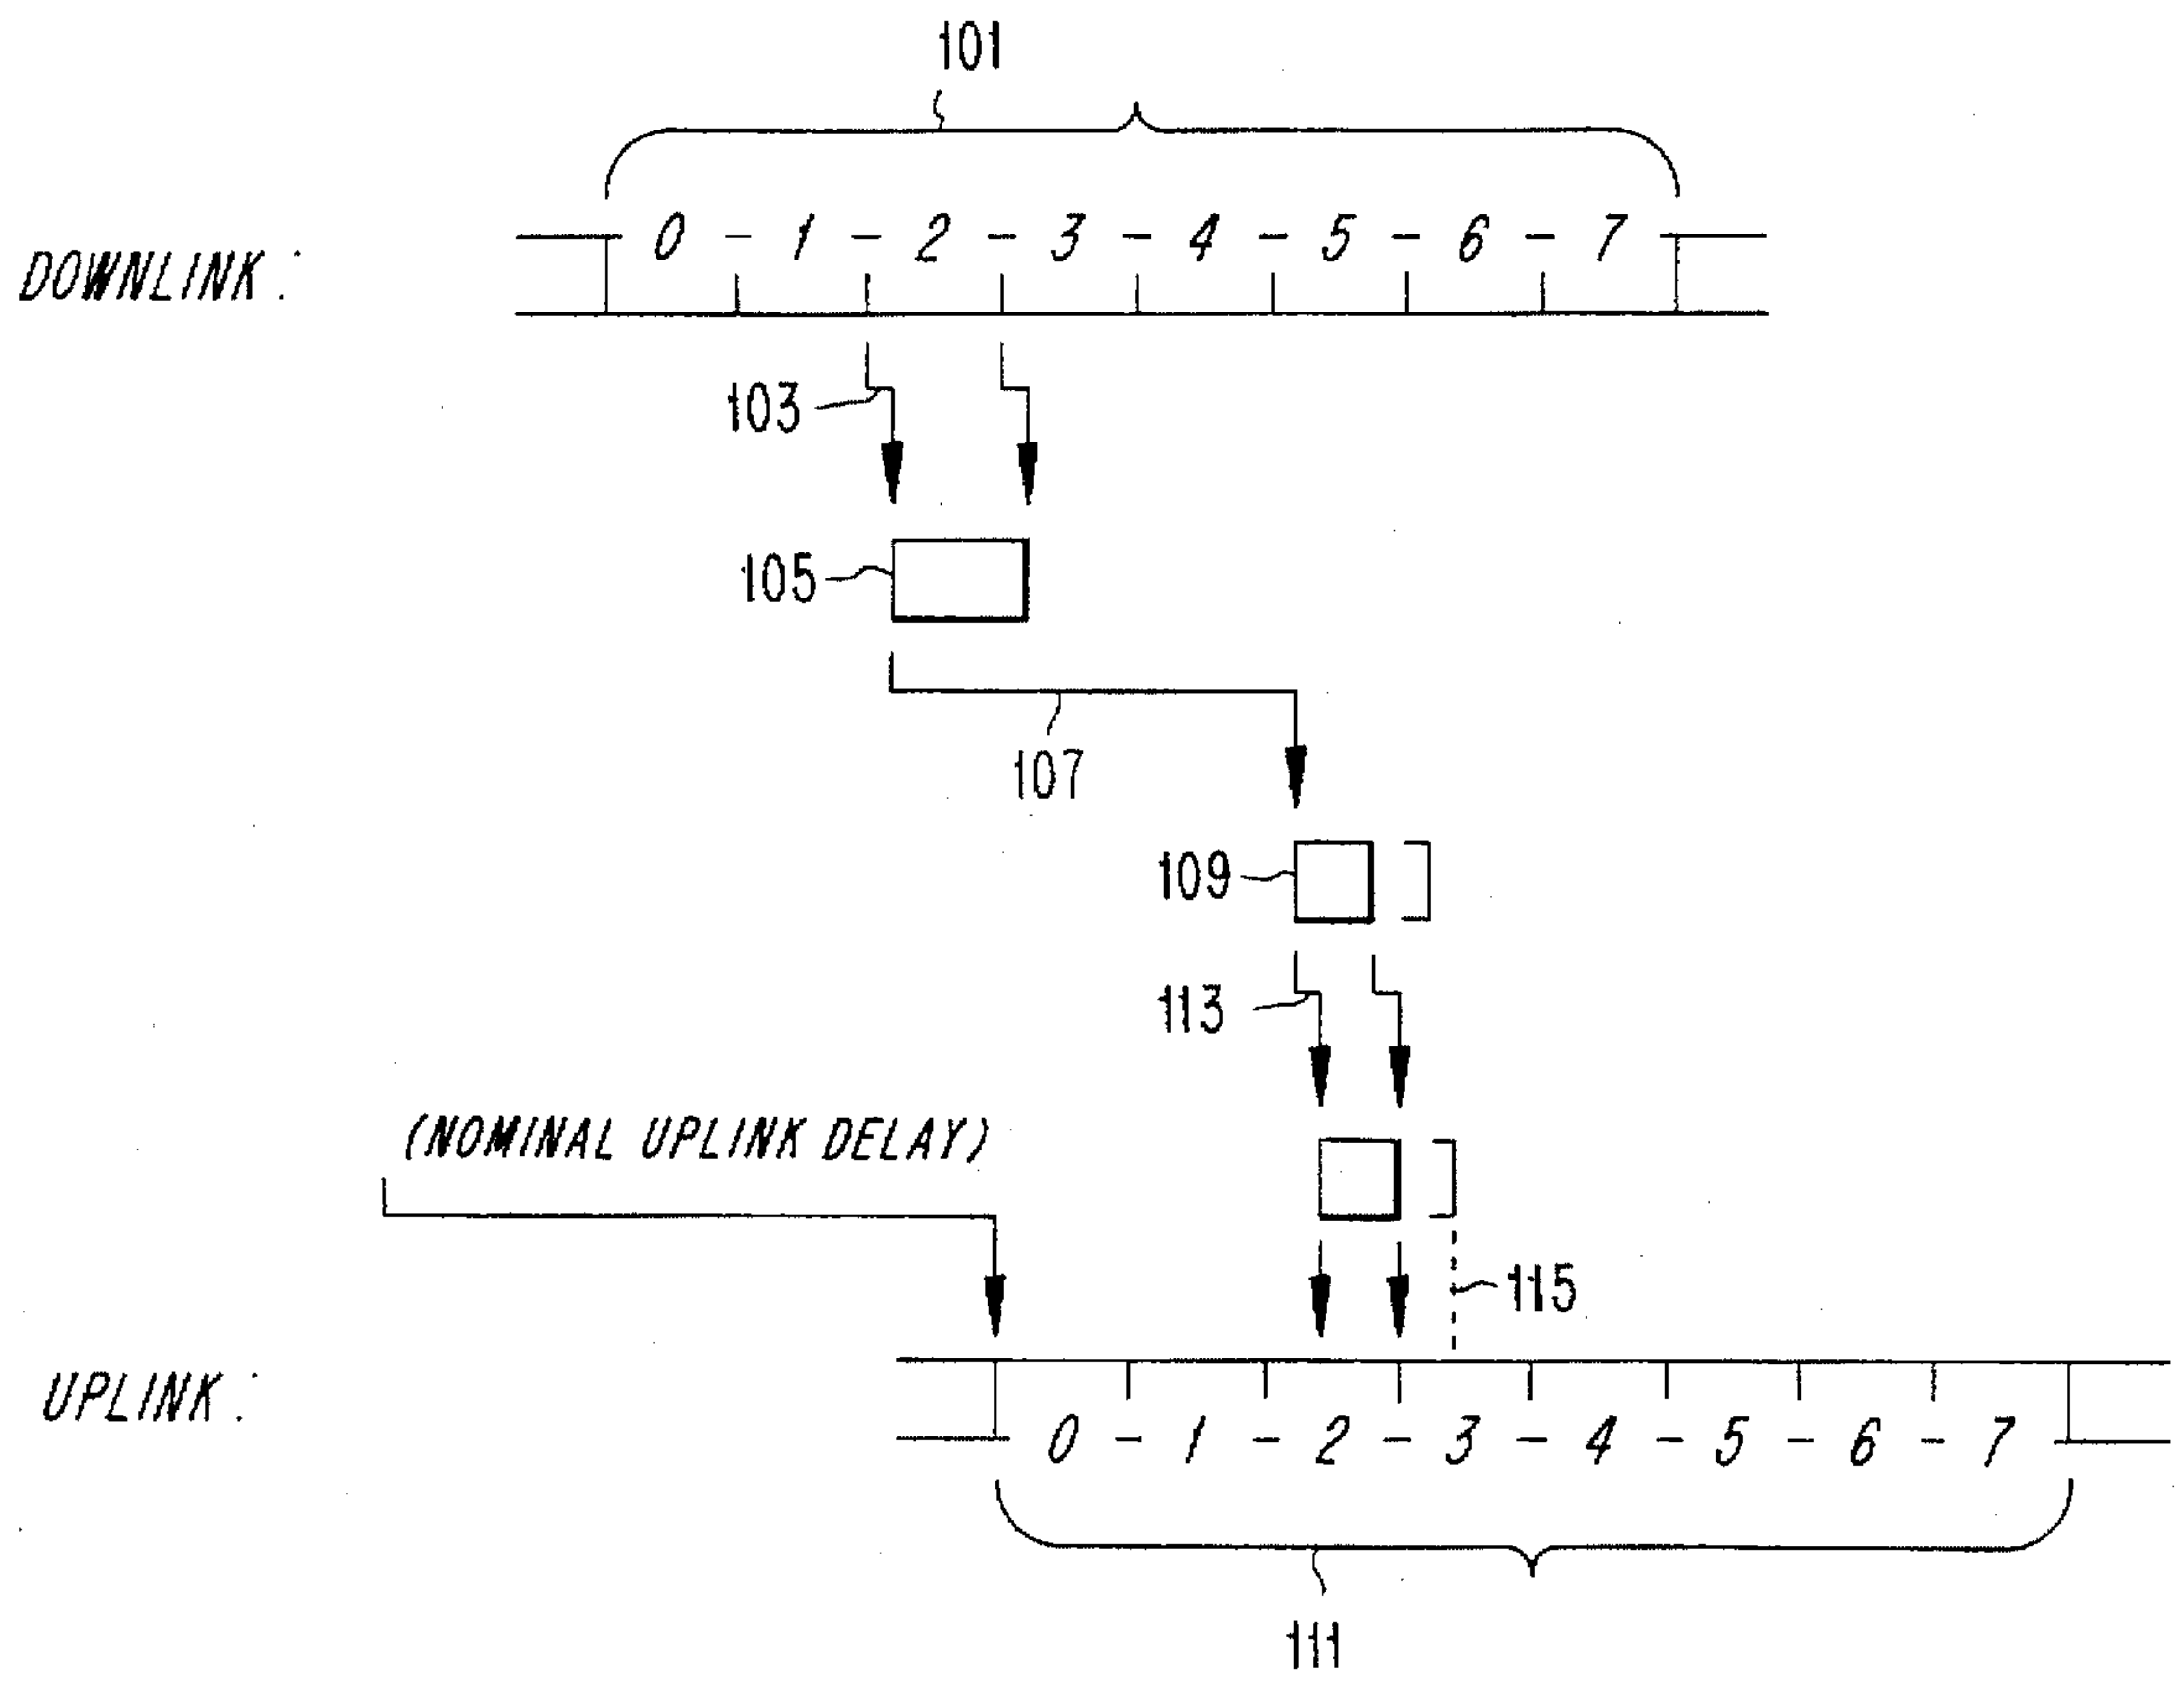 101
DOWNLINK: 0 - 1 - 2 - 3 - 4 - 5 - 6 - 7
103
105
107
109
113
(NOMINAL UPLINK DELAY)
115
UPLINK: 0 - 1 - 2 - 3 - 4 - 5 - 6 - 7
111